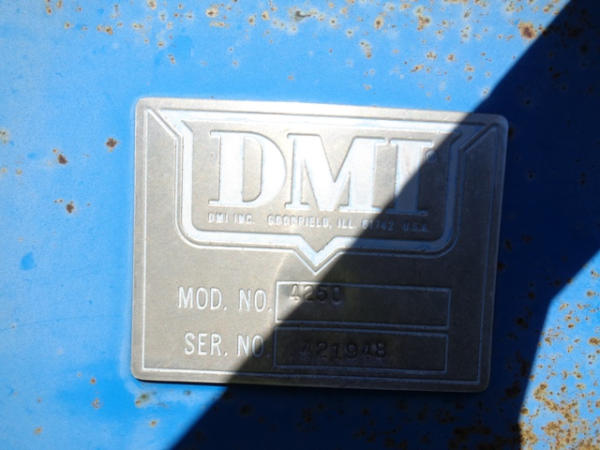 DMI
DMI INC. GOODFIELD, ILL. 61742 U.S.A.
MOD. NO. 4250
SER. NO. 421948